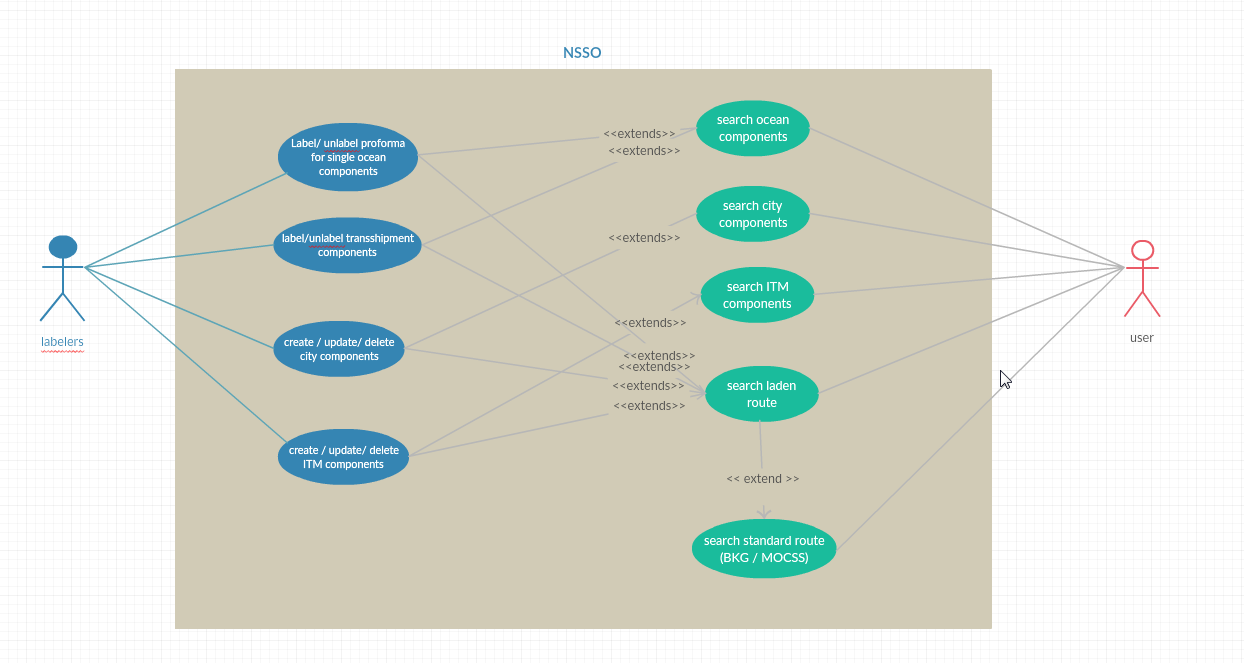 NSSO
Label/ unlabel proforma
for single ocean
components
label/unlabel transshipment
components
create / update/ delete
city components
create / update/ delete
ITM components
labelers
<<extends>>
<<extends>>
<<extends>>
<<extends>>
<<extends>>
<<extends>>
<<extends>>
<<extends>>
<< extend >>
search ocean
components
search city
components
search ITM
components
search laden
route
search standard route
(BKG / MOCSS)
user